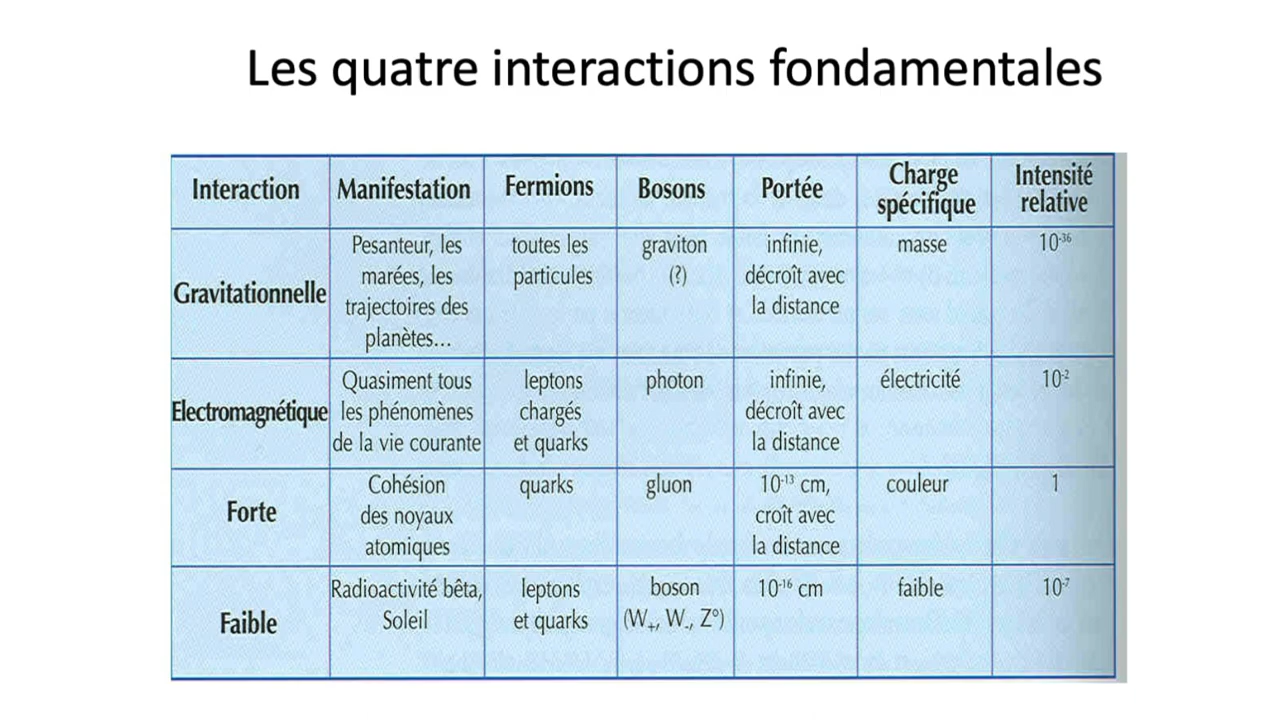 Les quatre interactions fondamentales
Interaction
Manifestation
Fermions
Bosons
Portée
Charge
spécifique
Intensité
relative
Gravitationnelle
Pesanteur, les
marées, les
trajectoires des
planètes...
toutes les
particules
graviton
(?)
infinie,
décroît avec
la distance
masse
10⁻³⁶
Electromagnétique
Quasiment tous
les phénomènes
de la vie courante
leptons
chargés
et quarks
photon
infinie,
décroît avec
la distance
électricité
10⁻²
Forte
Cohésion
des noyaux
atomiques
quarks
gluon
10⁻¹³ cm,
croît avec
la distance
couleur
1
Faible
Radioactivité bêta,
Soleil
leptons
et quarks
boson
(W₊, W₋, Z°)
10⁻¹⁶ cm
faible
10⁻⁷